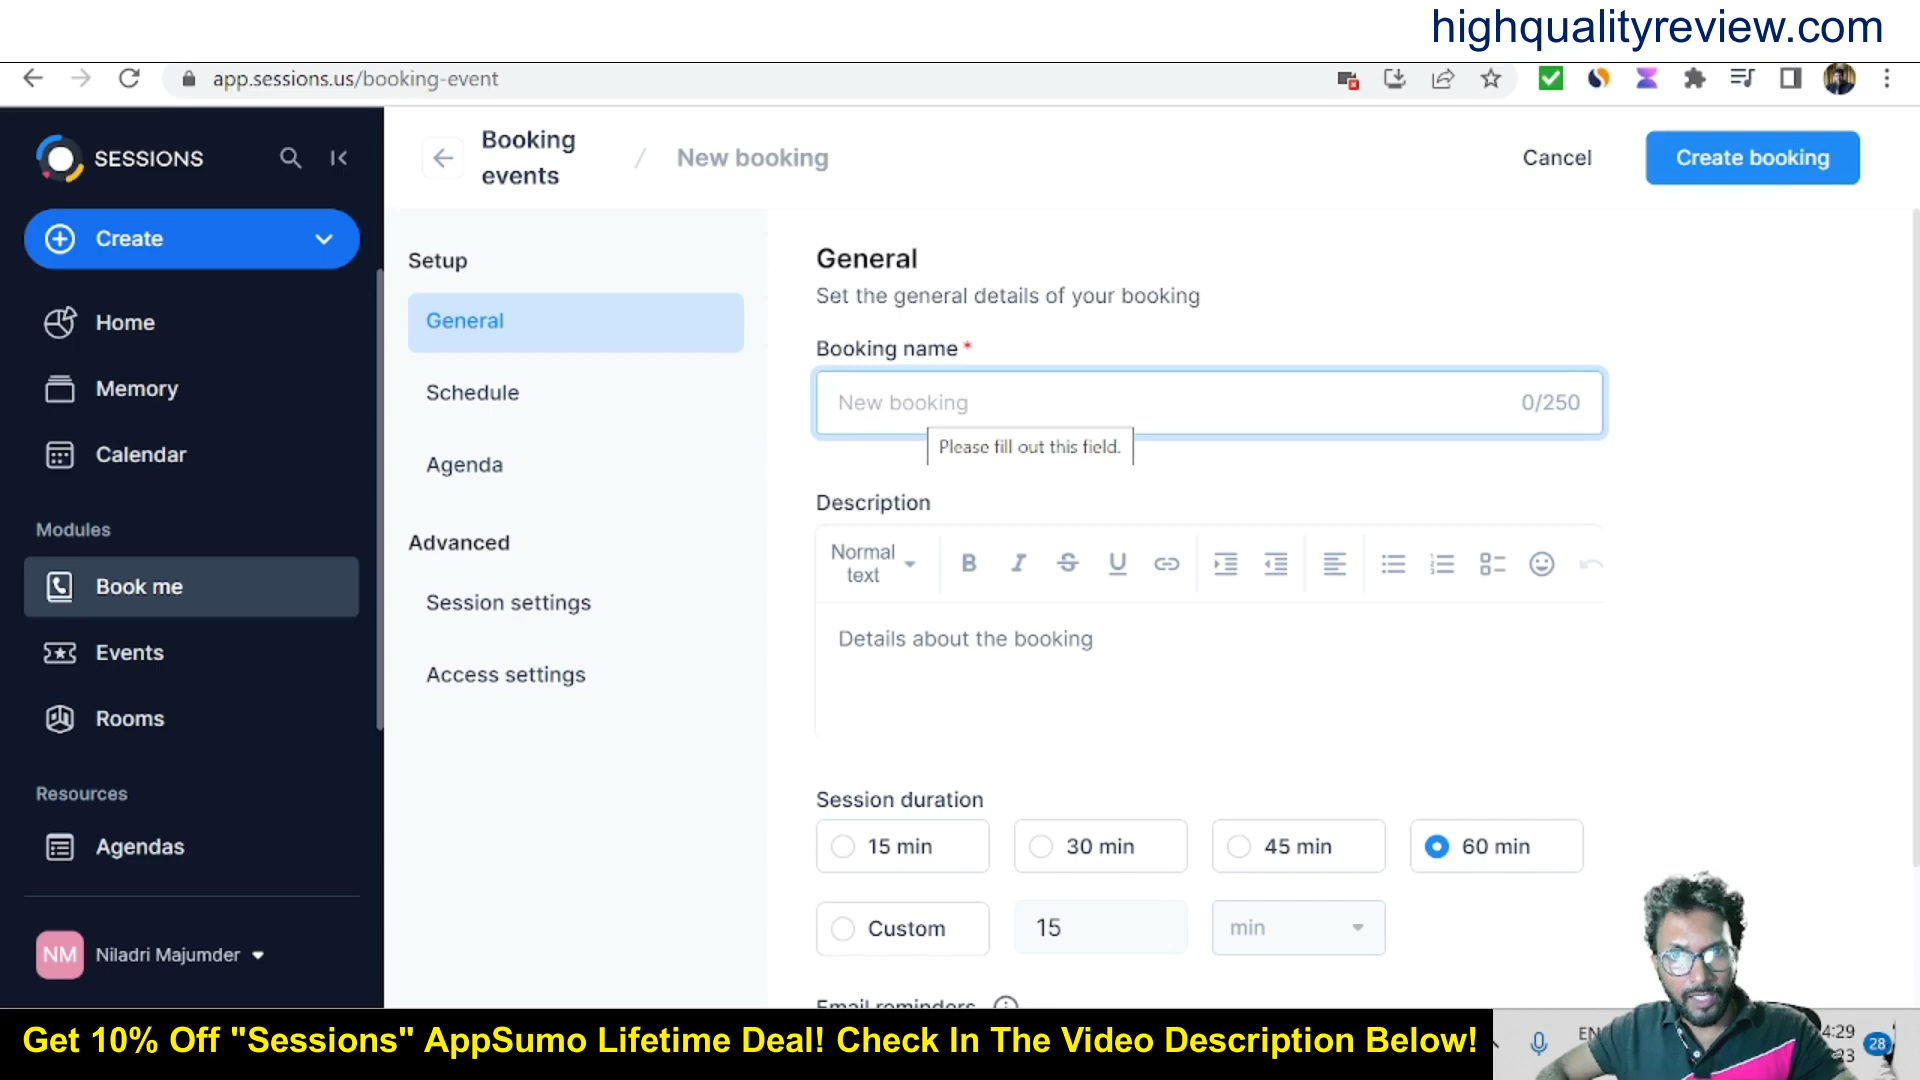 highqualityreview.com
app.sessions.us/booking-event
SESSIONS
Create
Home
Memory
Calendar
Modules
Book me
Events
Rooms
Resources
Agendas
NM Niladri Majumder
Booking
events
/ New booking
Cancel
Create booking
Setup
General
Schedule
Agenda
Advanced
Session settings
Access settings
General
Set the general details of your booking
Booking name *
New booking 0/250
Please fill out this field.
Description
Normal
text
B I S U
Details about the booking
Session duration
15 min 30 min 45 min 60 min
Custom 15 min
Email reminders
Get 10% Off "Sessions" AppSumo Lifetime Deal! Check In The Video Description Below!
4:29
28